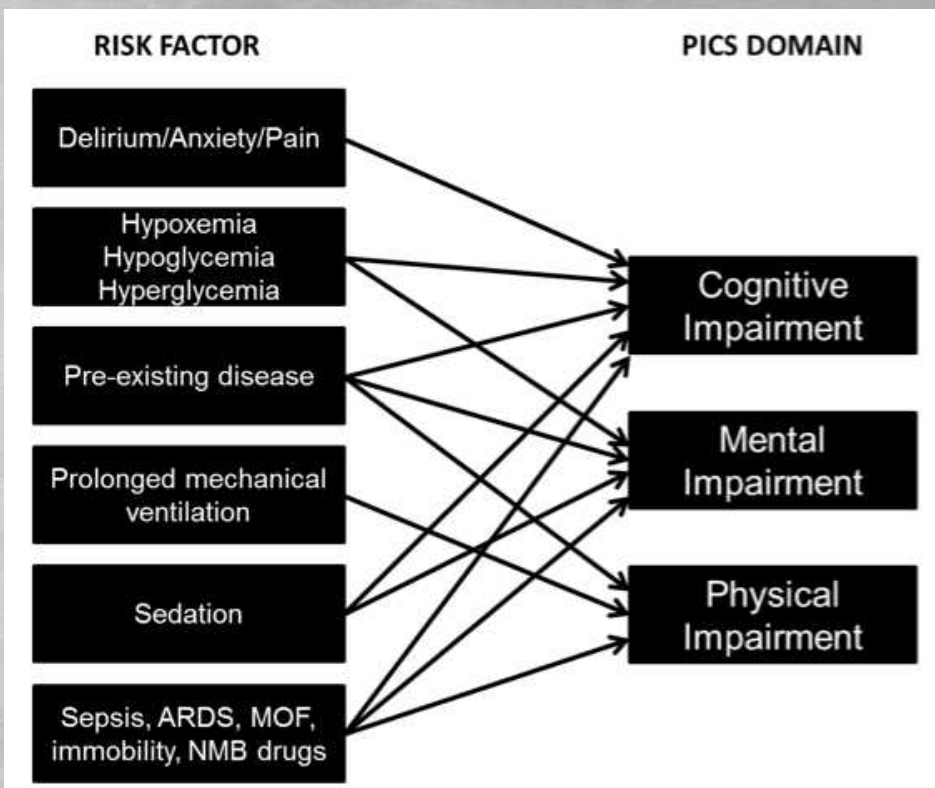 RISK FACTOR
PICS DOMAIN
Delirium/Anxiety/Pain
Hypoxemia
Hypoglycemia
Hyperglycemia
Pre-existing disease
Prolonged mechanical
ventilation
Sedation
Sepsis, ARDS, MOF,
immobility, NMB drugs
Cognitive
Impairment
Mental
Impairment
Physical
Impairment